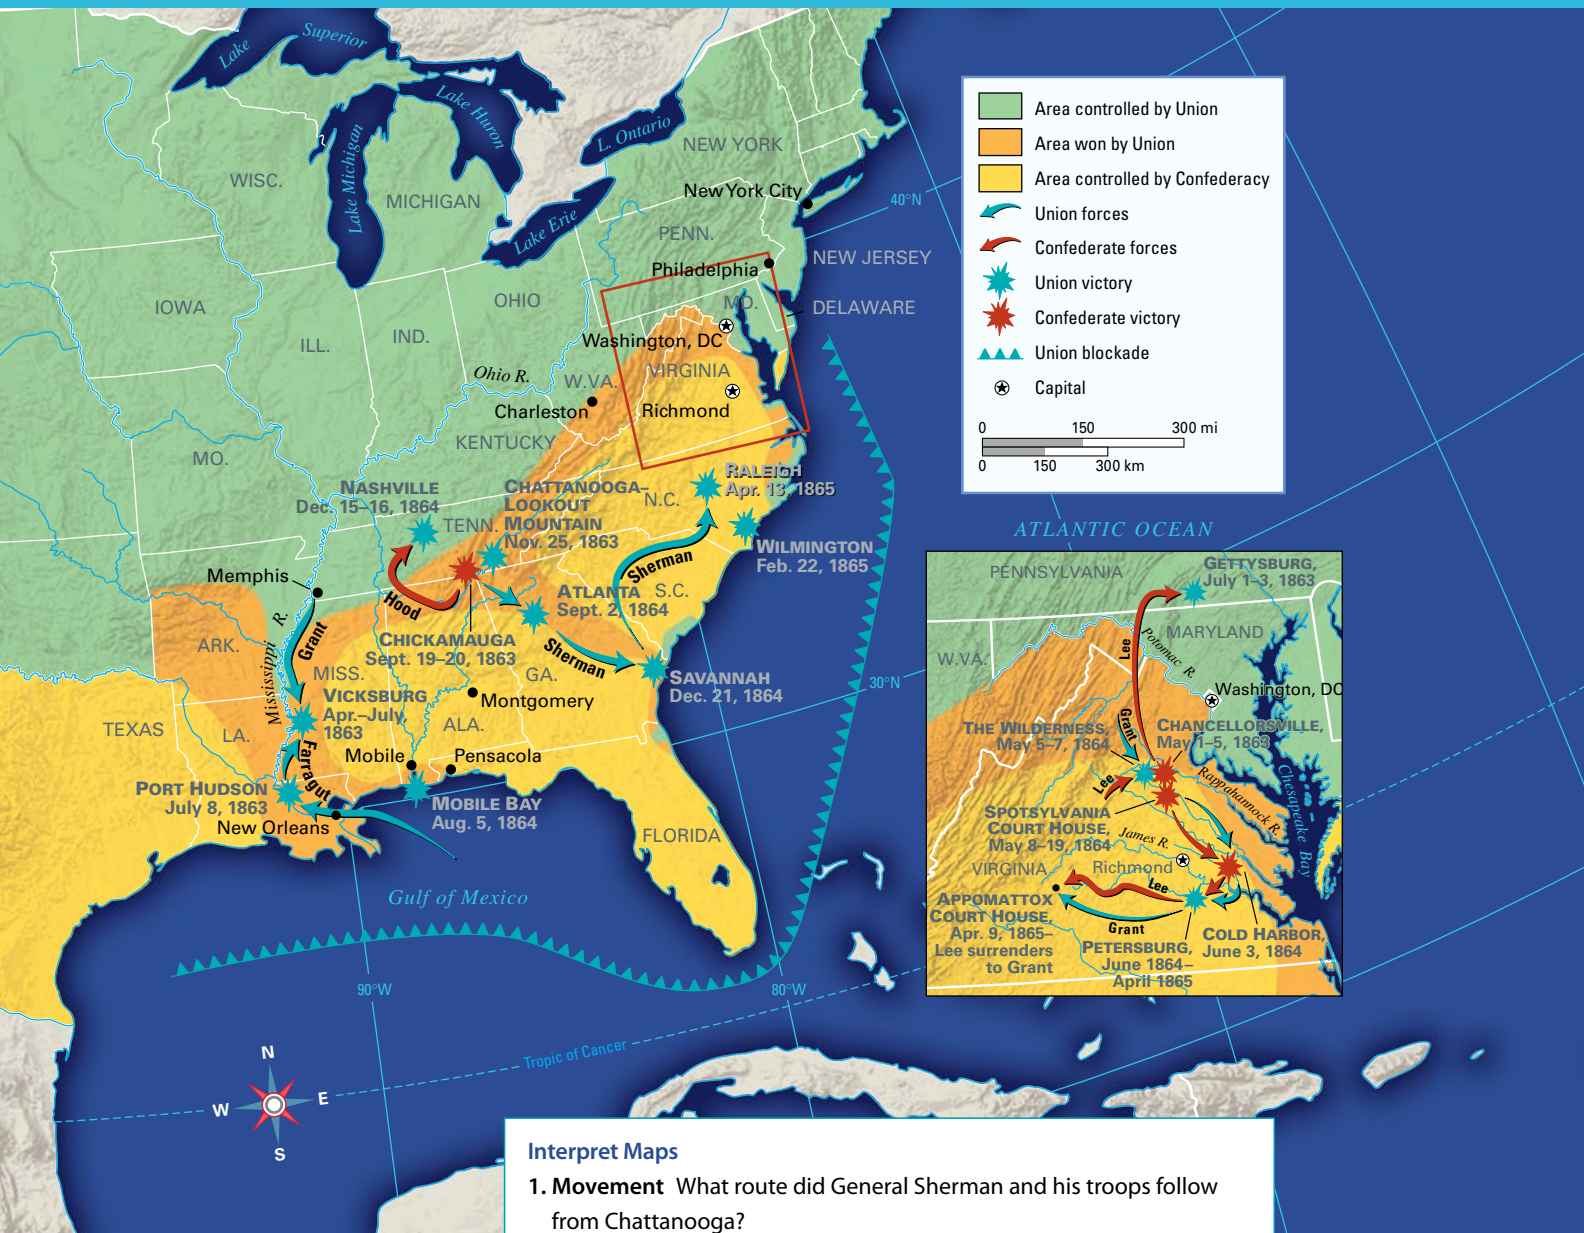 Lake
Superior
Lake Michigan
Lake Huron
L. Ontario
Lake Erie
WISC.
MICHIGAN
NEW YORK
New York City
40°N
PENN.
Philadelphia
NEW JERSEY
IOWA
ILL.
IND.
OHIO
MD.
DELAWARE
Washington, DC
VIRGINIA
Ohio R.
W.VA.
Charleston
Richmond
KENTUCKY
MO.
NASHVILLE
Dec. 15–16, 1864
TENN.
CHATTANOOGA–
LOOKOUT
MOUNTAIN
Nov. 25, 1863
RALEIGH
Apr. 13, 1865
N.C.
WILMINGTON
Feb. 22, 1865
Memphis
Hood
Sherman
S.C.
ATLANTA
Sept. 2, 1864
ARK.
Mississippi R.
Grant
CHICKAMAUGA
Sept. 19–20, 1863
Sherman
MISS.
GA.
SAVANNAH
Dec. 21, 1864
30°N
VICKSBURG
Apr.–July,
1863
Montgomery
TEXAS
LA.
ALA.
Farragut
Mobile
Pensacola
PORT HUDSON
July 8, 1863
New Orleans
MOBILE BAY
Aug. 5, 1864
FLORIDA
Gulf of Mexico
90°W
80°W
Tropic of Cancer
N
W
E
S
Area controlled by Union
Area won by Union
Area controlled by Confederacy
Union forces
Confederate forces
Union victory
Confederate victory
Union blockade
Capital
0 150 300 mi
0 150 300 km
ATLANTIC OCEAN
PENNSYLVANIA
GETTYSBURG,
July 1–3, 1863
MARYLAND
W.VA.
Lee
Potomac R.
Washington, DC
Grant
THE WILDERNESS,
May 5–7, 1864
CHANCELLORSVILLE,
May 1–5, 1863
Lee
Rappahannock R.
Chesapeake Bay
SPOTSYLVANIA
COURT HOUSE,
May 8–19, 1864
James R.
VIRGINIA
Richmond
Lee
APPOMATTOX
COURT HOUSE,
Apr. 9, 1865–
Lee surrenders
to Grant
Grant
PETERSBURG,
June 1864–
April 1865
COLD HARBOR,
June 3, 1864
Interpret Maps
1. Movement What route did General Sherman and his troops follow
from Chattanooga?